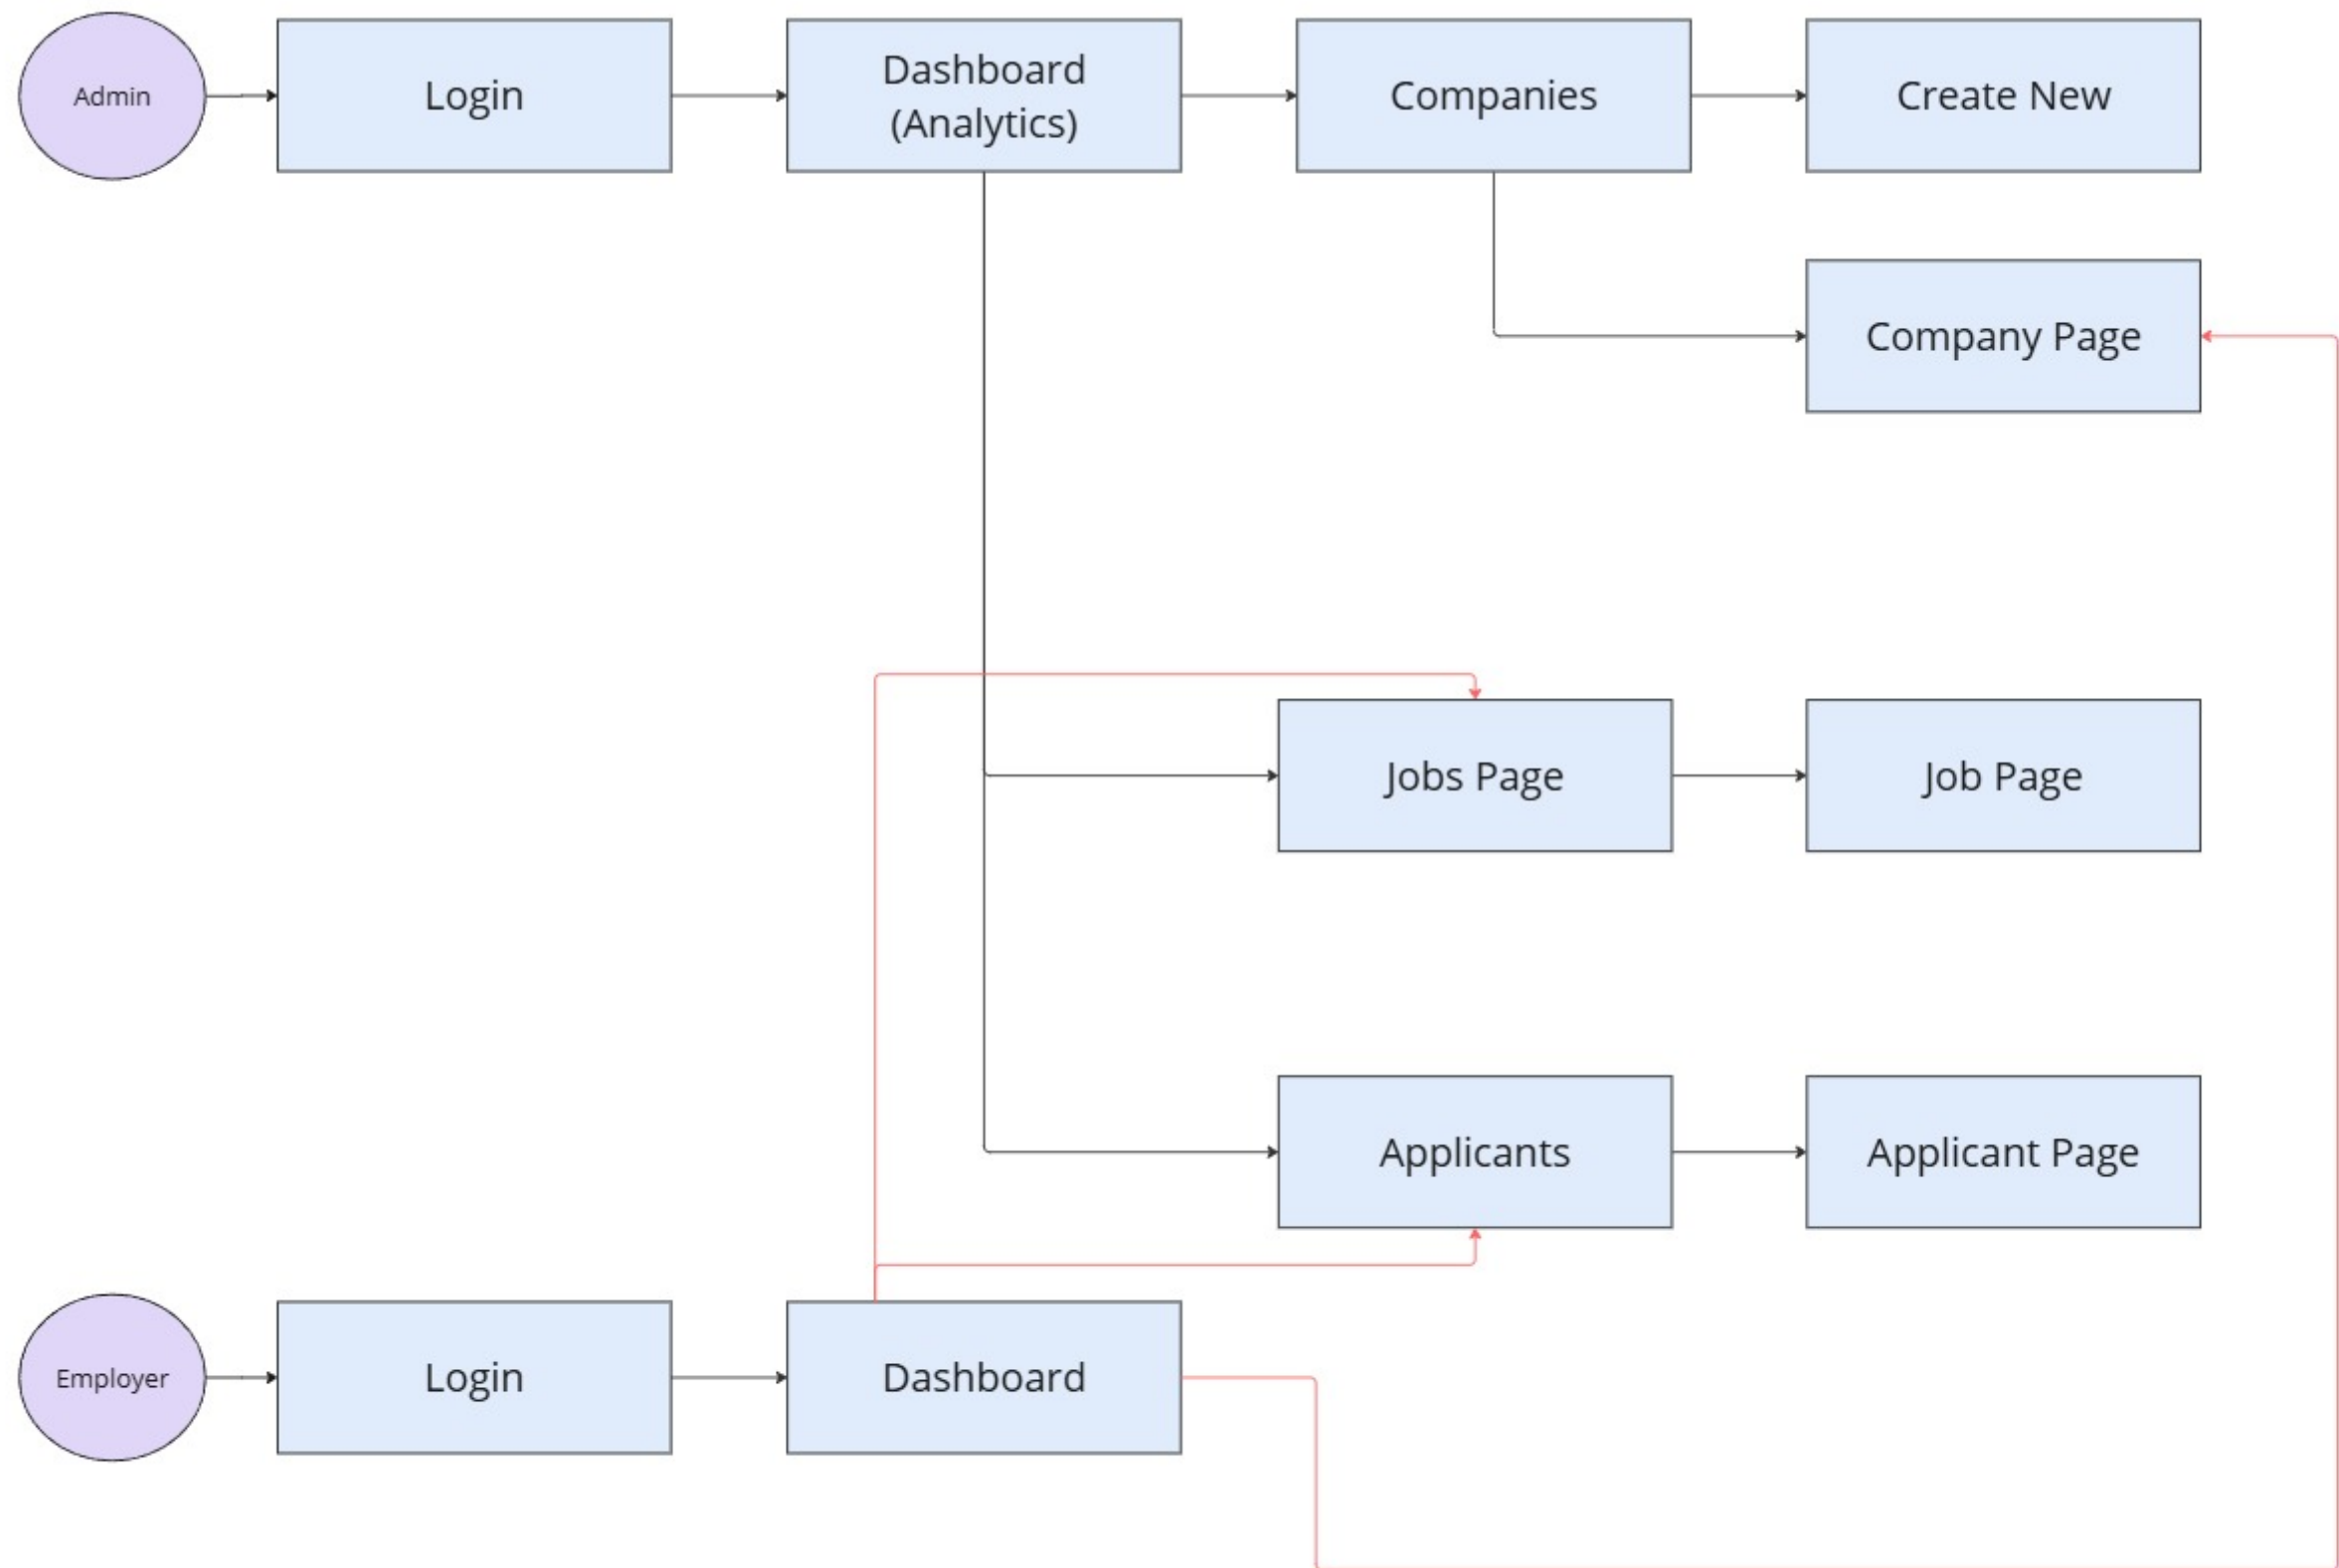 Admin
Login
Dashboard
(Analytics)
Companies
Create New
Company Page
Jobs Page
Job Page
Applicants
Applicant Page
Employer
Login
Dashboard